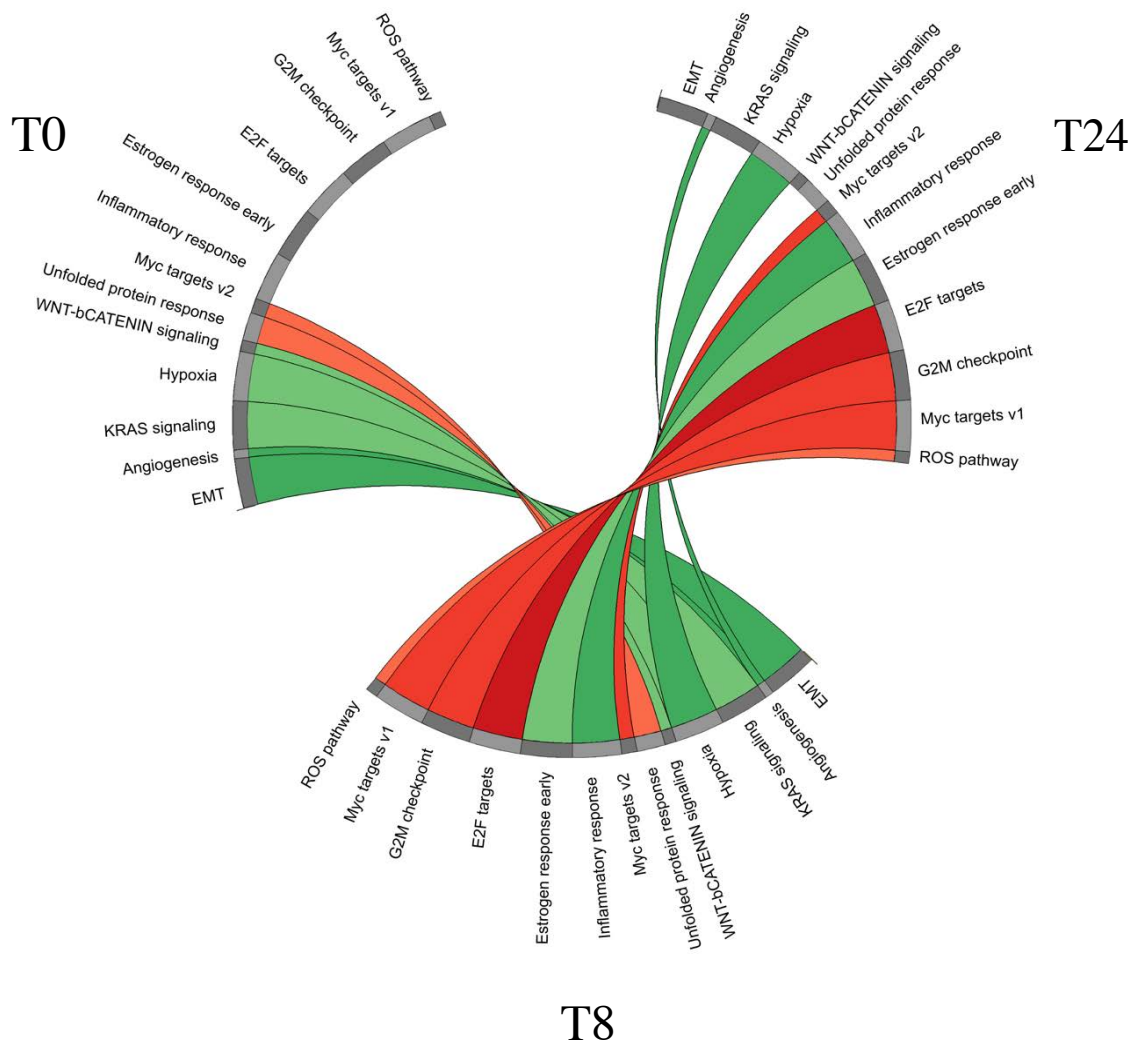 T0
ROS pathway
Myc targets v1
G2M checkpoint
E2F targets
Estrogen response early
Inflammatory response
Myc targets v2
Unfolded protein response
WNT-bCATENIN signaling
Hypoxia
KRAS signaling
Angiogenesis
EMT
T24
EMT
Angiogenesis
KRAS signaling
Hypoxia
WNT-bCATENIN signaling
Unfolded protein response
Myc targets v2
Inflammatory response
Estrogen response early
E2F targets
G2M checkpoint
Myc targets v1
ROS pathway
ROS pathway
Myc targets v1
G2M checkpoint
E2F targets
Estrogen response early
Inflammatory response
Myc targets v2
Unfolded protein response
WNT-bCATENIN signaling
Hypoxia
KRAS signaling
Angiogenesis
EMT
T8